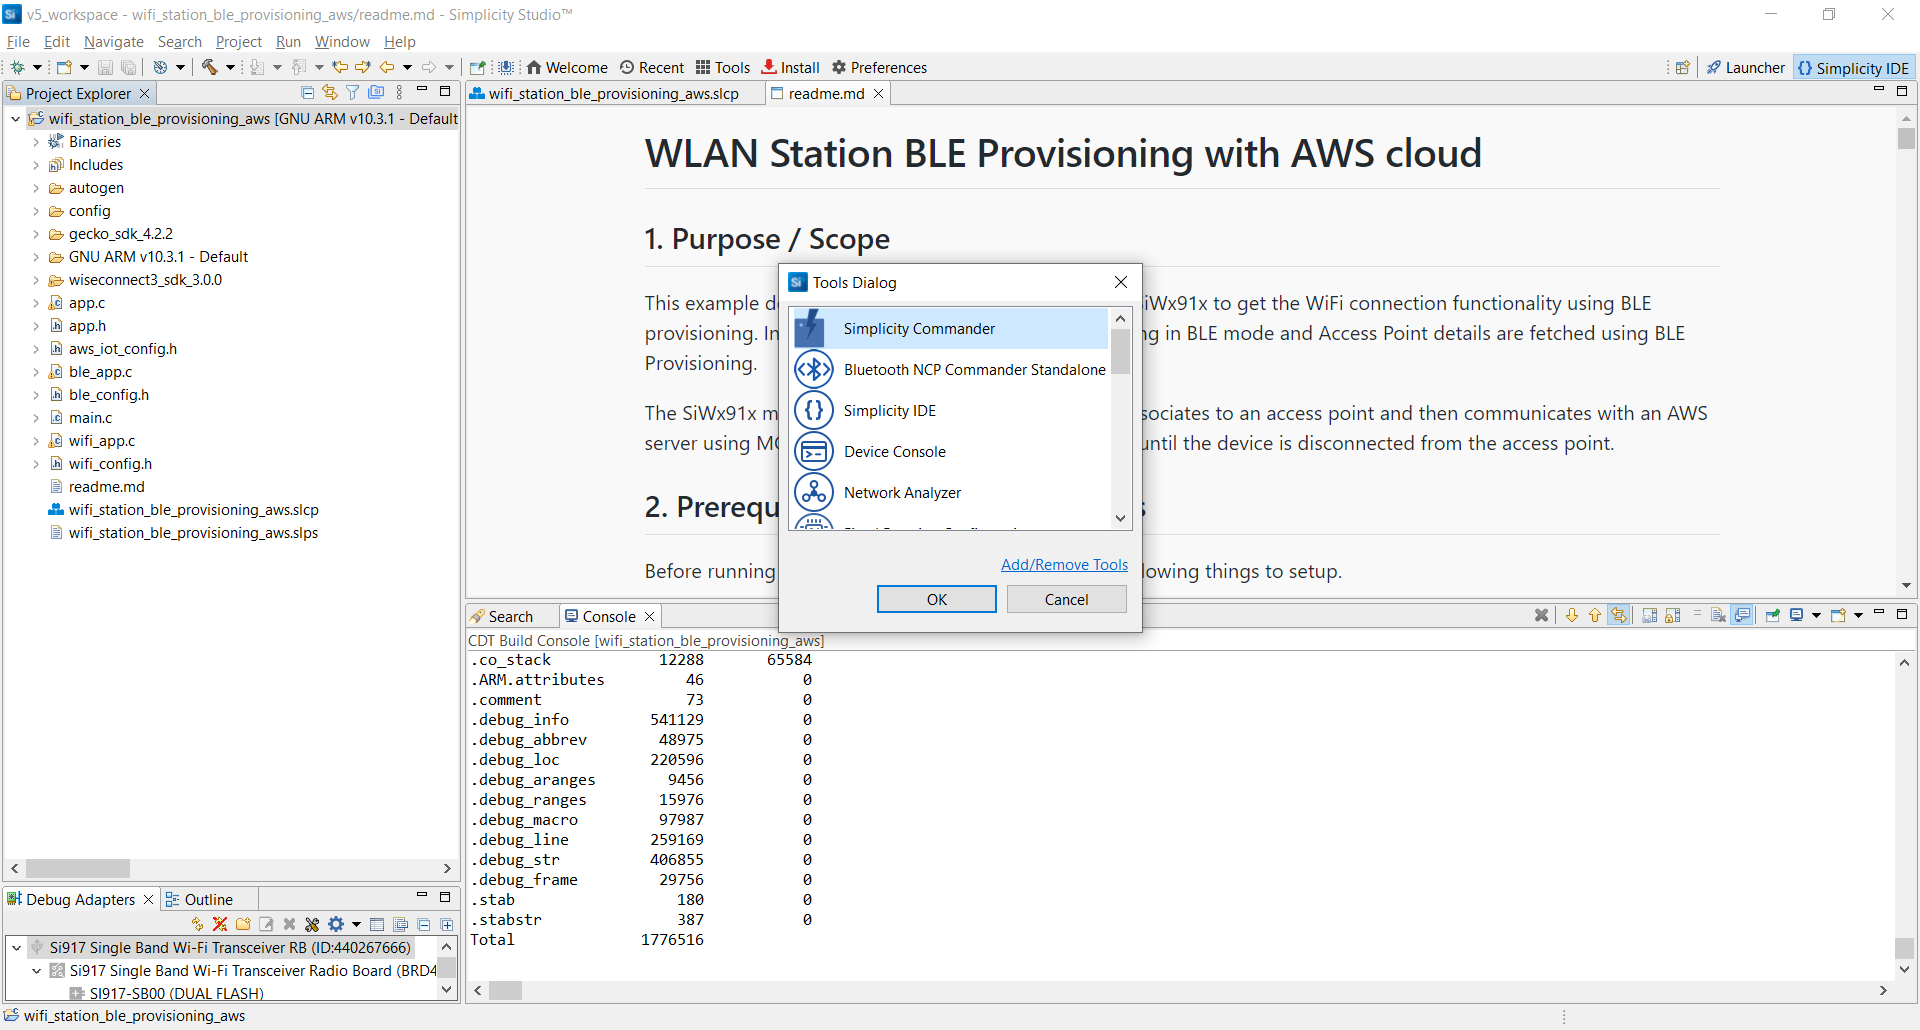 v5_workspace - wifi_station_ble_provisioning_aws/readme.md - Simplicity Studio™
File Edit Navigate Search Project Run Window Help
Welcome Recent Tools Install Preferences Launcher {} Simplicity IDE
Project Explorer
wifi_station_ble_provisioning_aws.slcp readme.md
wifi_station_ble_provisioning_aws [GNU ARM v10.3.1 - Default
Binaries
Includes
autogen
config
gecko_sdk_4.2.2
GNU ARM v10.3.1 - Default
wiseconnect3_sdk_3.0.0
app.c
app.h
aws_iot_config.h
ble_app.c
ble_config.h
main.c
wifi_app.c
wifi_config.h
readme.md
wifi_station_ble_provisioning_aws.slcp
wifi_station_ble_provisioning_aws.slps
WLAN Station BLE Provisioning with AWS cloud
1. Purpose / Scope
This example d iWx91x to get the WiFi connection functionality using BLE
provisioning. In g in BLE mode and Access Point details are fetched using BLE
Provisioning.
The SiWx91x m sociates to an access point and then communicates with an AWS
server using MQ until the device is disconnected from the access point.
2. Prerequ s
Before running lowing things to setup.
Tools Dialog
Simplicity Commander
Bluetooth NCP Commander Standalone
Simplicity IDE
Device Console
Network Analyzer
Add/Remove Tools
OK Cancel
Search Console
CDT Build Console [wifi_station_ble_provisioning_aws]
.co_stack 12288 65584
.ARM.attributes 46 0
.comment 73 0
.debug_info 541129 0
.debug_abbrev 48975 0
.debug_loc 220596 0
.debug_aranges 9456 0
.debug_ranges 15976 0
.debug_macro 97987 0
.debug_line 259169 0
.debug_str 406855 0
.debug_frame 29756 0
.stab 180 0
.stabstr 387 0
Total 1776516
Debug Adapters Outline
Si917 Single Band Wi-Fi Transceiver RB (ID:440267666)
Si917 Single Band Wi-Fi Transceiver Radio Board (BRD4
SI917-SB00 (DUAL FLASH)
wifi_station_ble_provisioning_aws